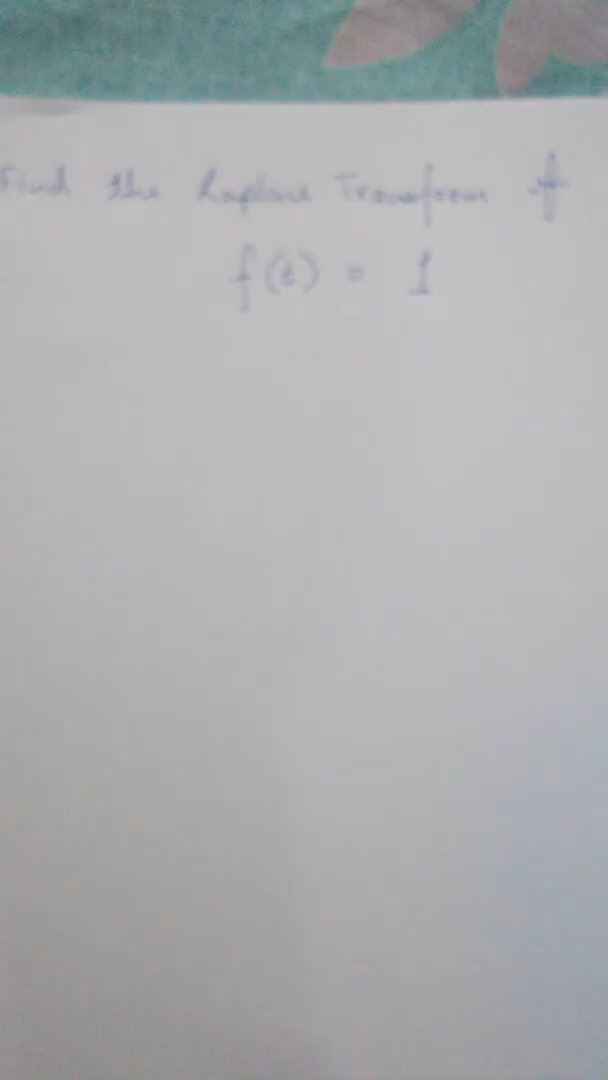 Find the Laplace Transform of
f(t) = 1